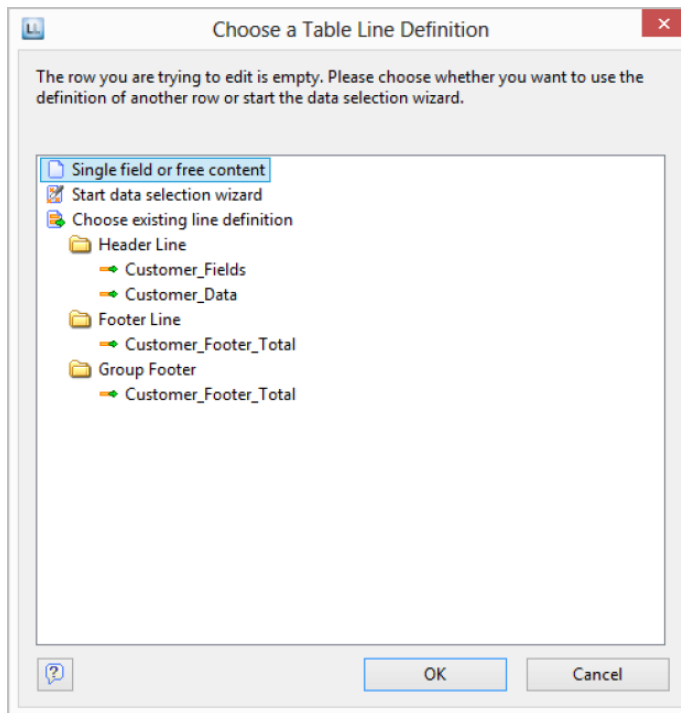 LL
Choose a Table Line Definition
The row you are trying to edit is empty. Please choose whether you want to use the
definition of another row or start the data selection wizard.
Single field or free content
Start data selection wizard
Choose existing line definition
Header Line
Customer_Fields
Customer_Data
Footer Line
Customer_Footer_Total
Group Footer
Customer_Footer_Total
?
OK
Cancel